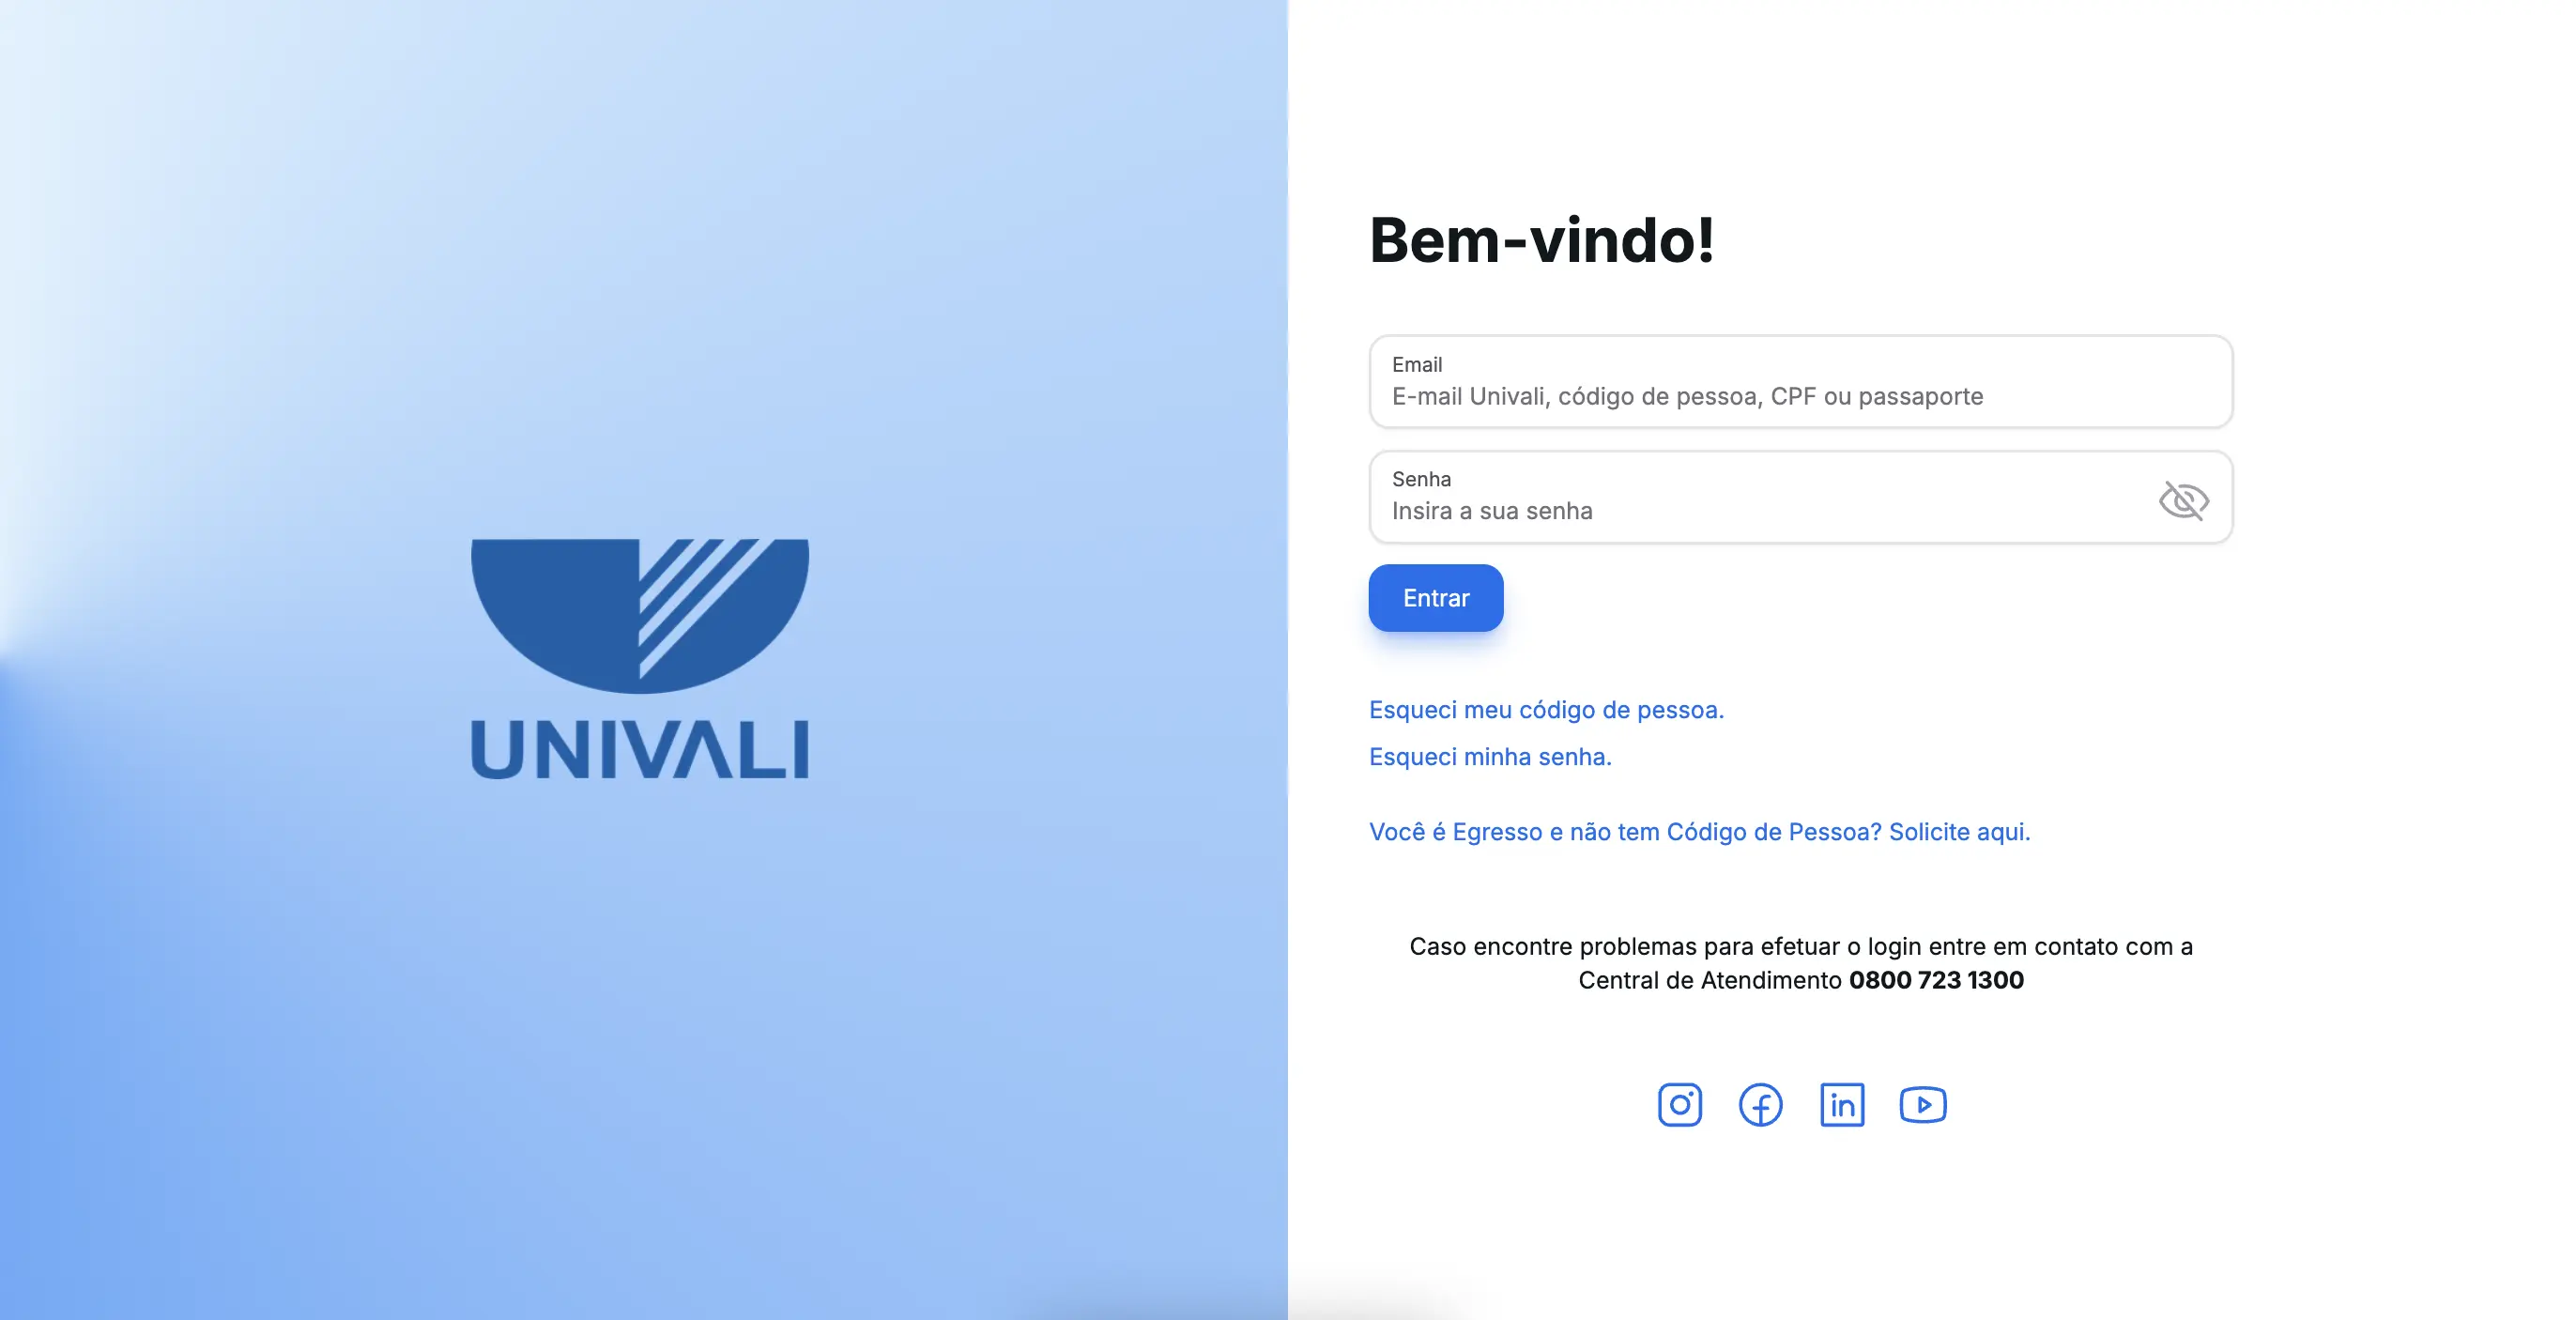 UNIVALI
Bem-vindo!
Email
E-mail Univali, código de pessoa, CPF ou passaporte
Senha
Insira a sua senha
Entrar
Esqueci meu código de pessoa.
Esqueci minha senha.
Você é Egresso e não tem Código de Pessoa? Solicite aqui.
Caso encontre problemas para efetuar o login entre em contato com a
Central de Atendimento 0800 723 1300
in